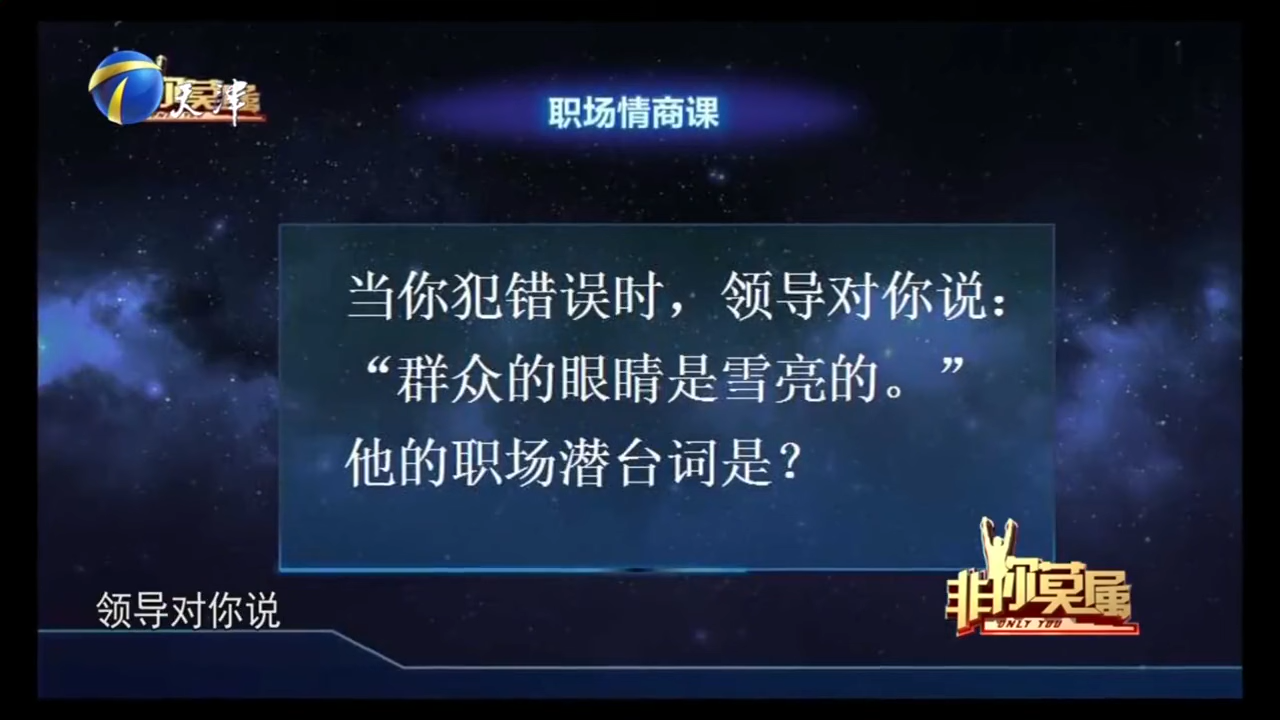 天津
职场情商课
当你犯错误时，领导对你说：
“群众的眼睛是雪亮的。”
他的职场潜台词是？
非你莫属
ONLY YOU
领导对你说